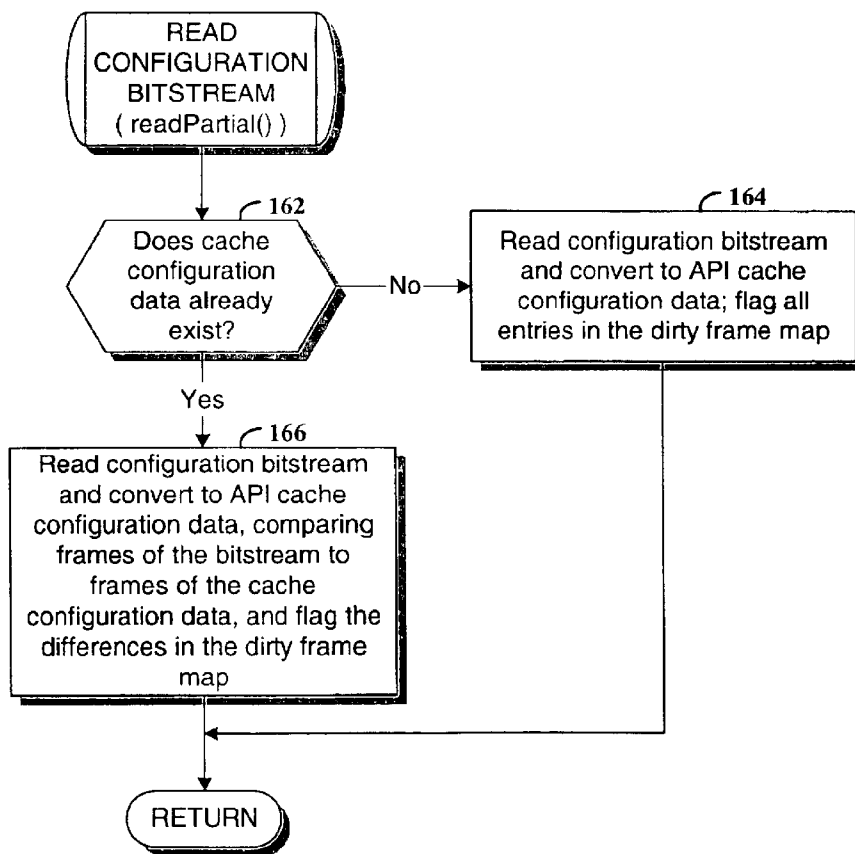 READ
CONFIGURATION
BITSTREAM
( readPartial() )
162
Does cache
configuration
data already
exist?
No
164
Read configuration bitstream
and convert to API cache
configuration data; flag all
entries in the dirty frame map
Yes
166
Read configuration bitstream
and convert to API cache
configuration data, comparing
frames of the bitstream to
frames of the cache
configuration data, and flag the
differences in the dirty frame
map
RETURN